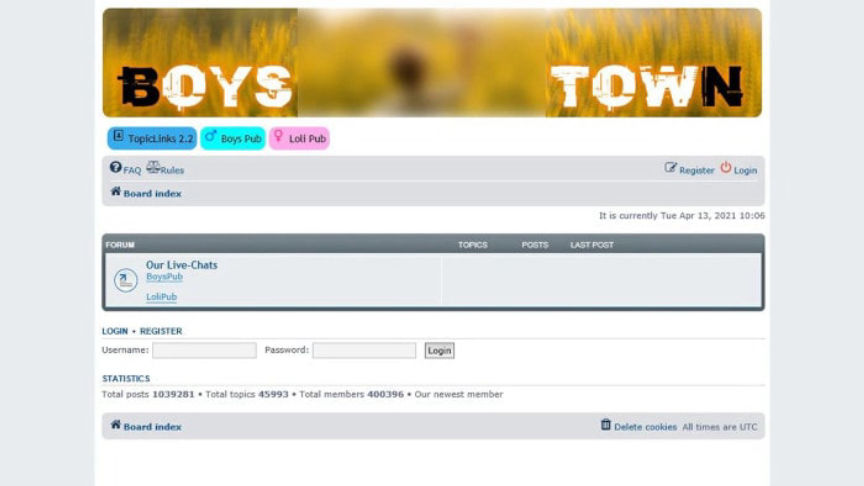 BOYS TOWN
TopicLinks 2.2 Boys Pub Loli Pub
FAQ Rules Register Login
Board index
It is currently Tue Apr 13, 2021 10:06
FORUM TOPICS POSTS LAST POST
Our Live-Chats
BoysPub
LoliPub
LOGIN • REGISTER
Username: Password: Login
STATISTICS
Total posts 1039281 • Total topics 45993 • Total members 400396 • Our newest member
Board index Delete cookies All times are UTC